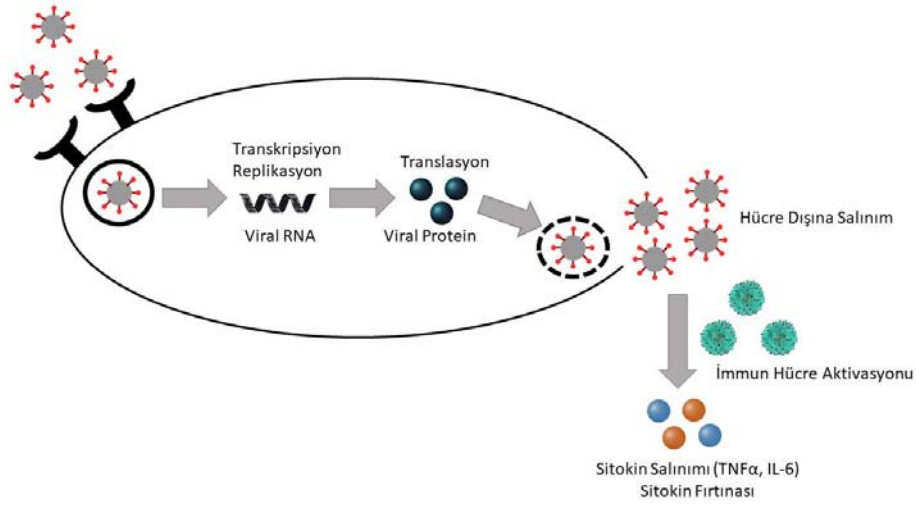 Transkripsiyon
Replikasyon
Viral RNA
Translasyon
Viral Protein
Hücre Dışına Salınım
İmmun Hücre Aktivasyonu
Sitokin Salınımı (TNFα, IL-6)
Sitokin Fırtınası